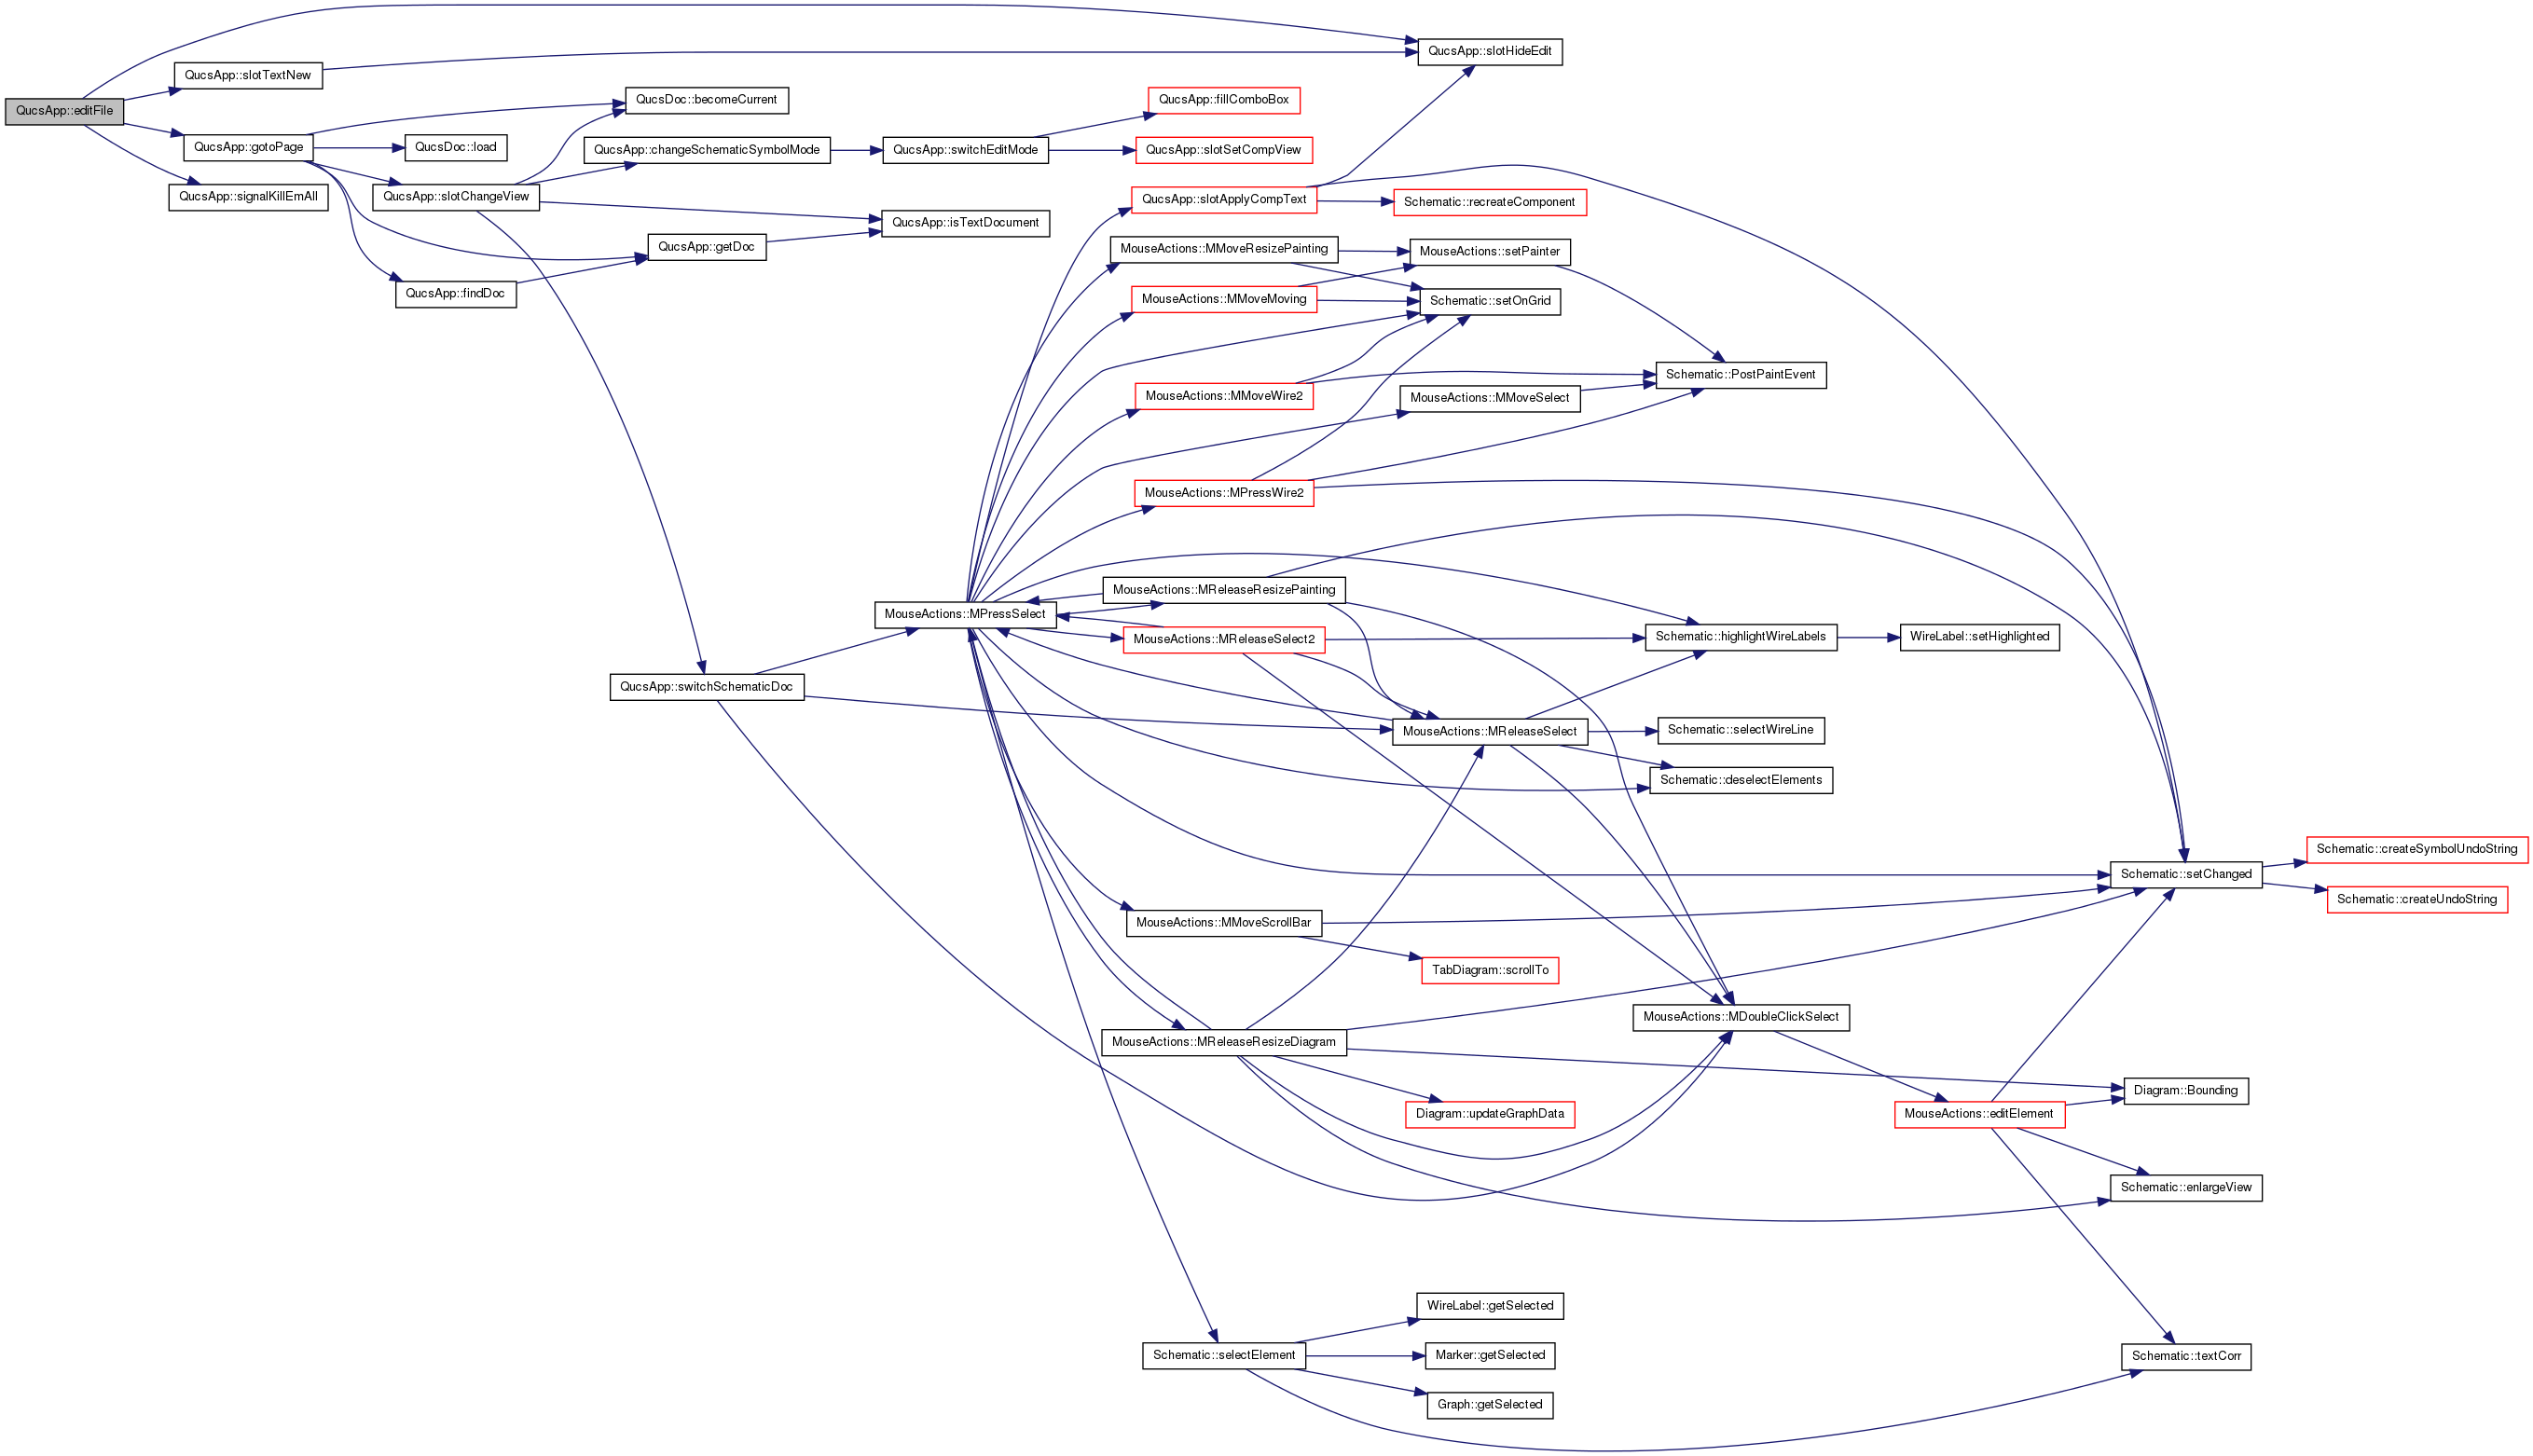 QucsApp::editFile
QucsApp::slotTextNew
QucsApp::gotoPage
QucsApp::signalKillEmAll
QucsDoc::load
QucsApp::slotChangeView
QucsApp::findDoc
QucsDoc::becomeCurrent
QucsApp::changeSchematicSymbolMode
QucsApp::getDoc
QucsApp::switchSchematicDoc
QucsApp::switchEditMode
QucsApp::isTextDocument
MouseActions::MPressSelect
QucsApp::fillComboBox
QucsApp::slotSetCompView
QucsApp::slotApplyCompText
MouseActions::MMoveResizePainting
MouseActions::MMoveMoving
MouseActions::MMoveWire2
MouseActions::MPressWire2
MouseActions::MReleaseResizePainting
MouseActions::MReleaseSelect2
MouseActions::MMoveScrollBar
MouseActions::MReleaseResizeDiagram
Schematic::selectElement
QucsApp::slotHideEdit
Schematic::recreateComponent
MouseActions::setPainter
Schematic::setOnGrid
MouseActions::MMoveSelect
MouseActions::MReleaseSelect
TabDiagram::scrollTo
Diagram::updateGraphData
WireLabel::getSelected
Marker::getSelected
Graph::getSelected
Schematic::PostPaintEvent
Schematic::highlightWireLabels
Schematic::selectWireLine
Schematic::deselectElements
MouseActions::MDoubleClickSelect
WireLabel::setHighlighted
MouseActions::editElement
Schematic::setChanged
Diagram::Bounding
Schematic::enlargeView
Schematic::textCorr
Schematic::createSymbolUndoString
Schematic::createUndoString